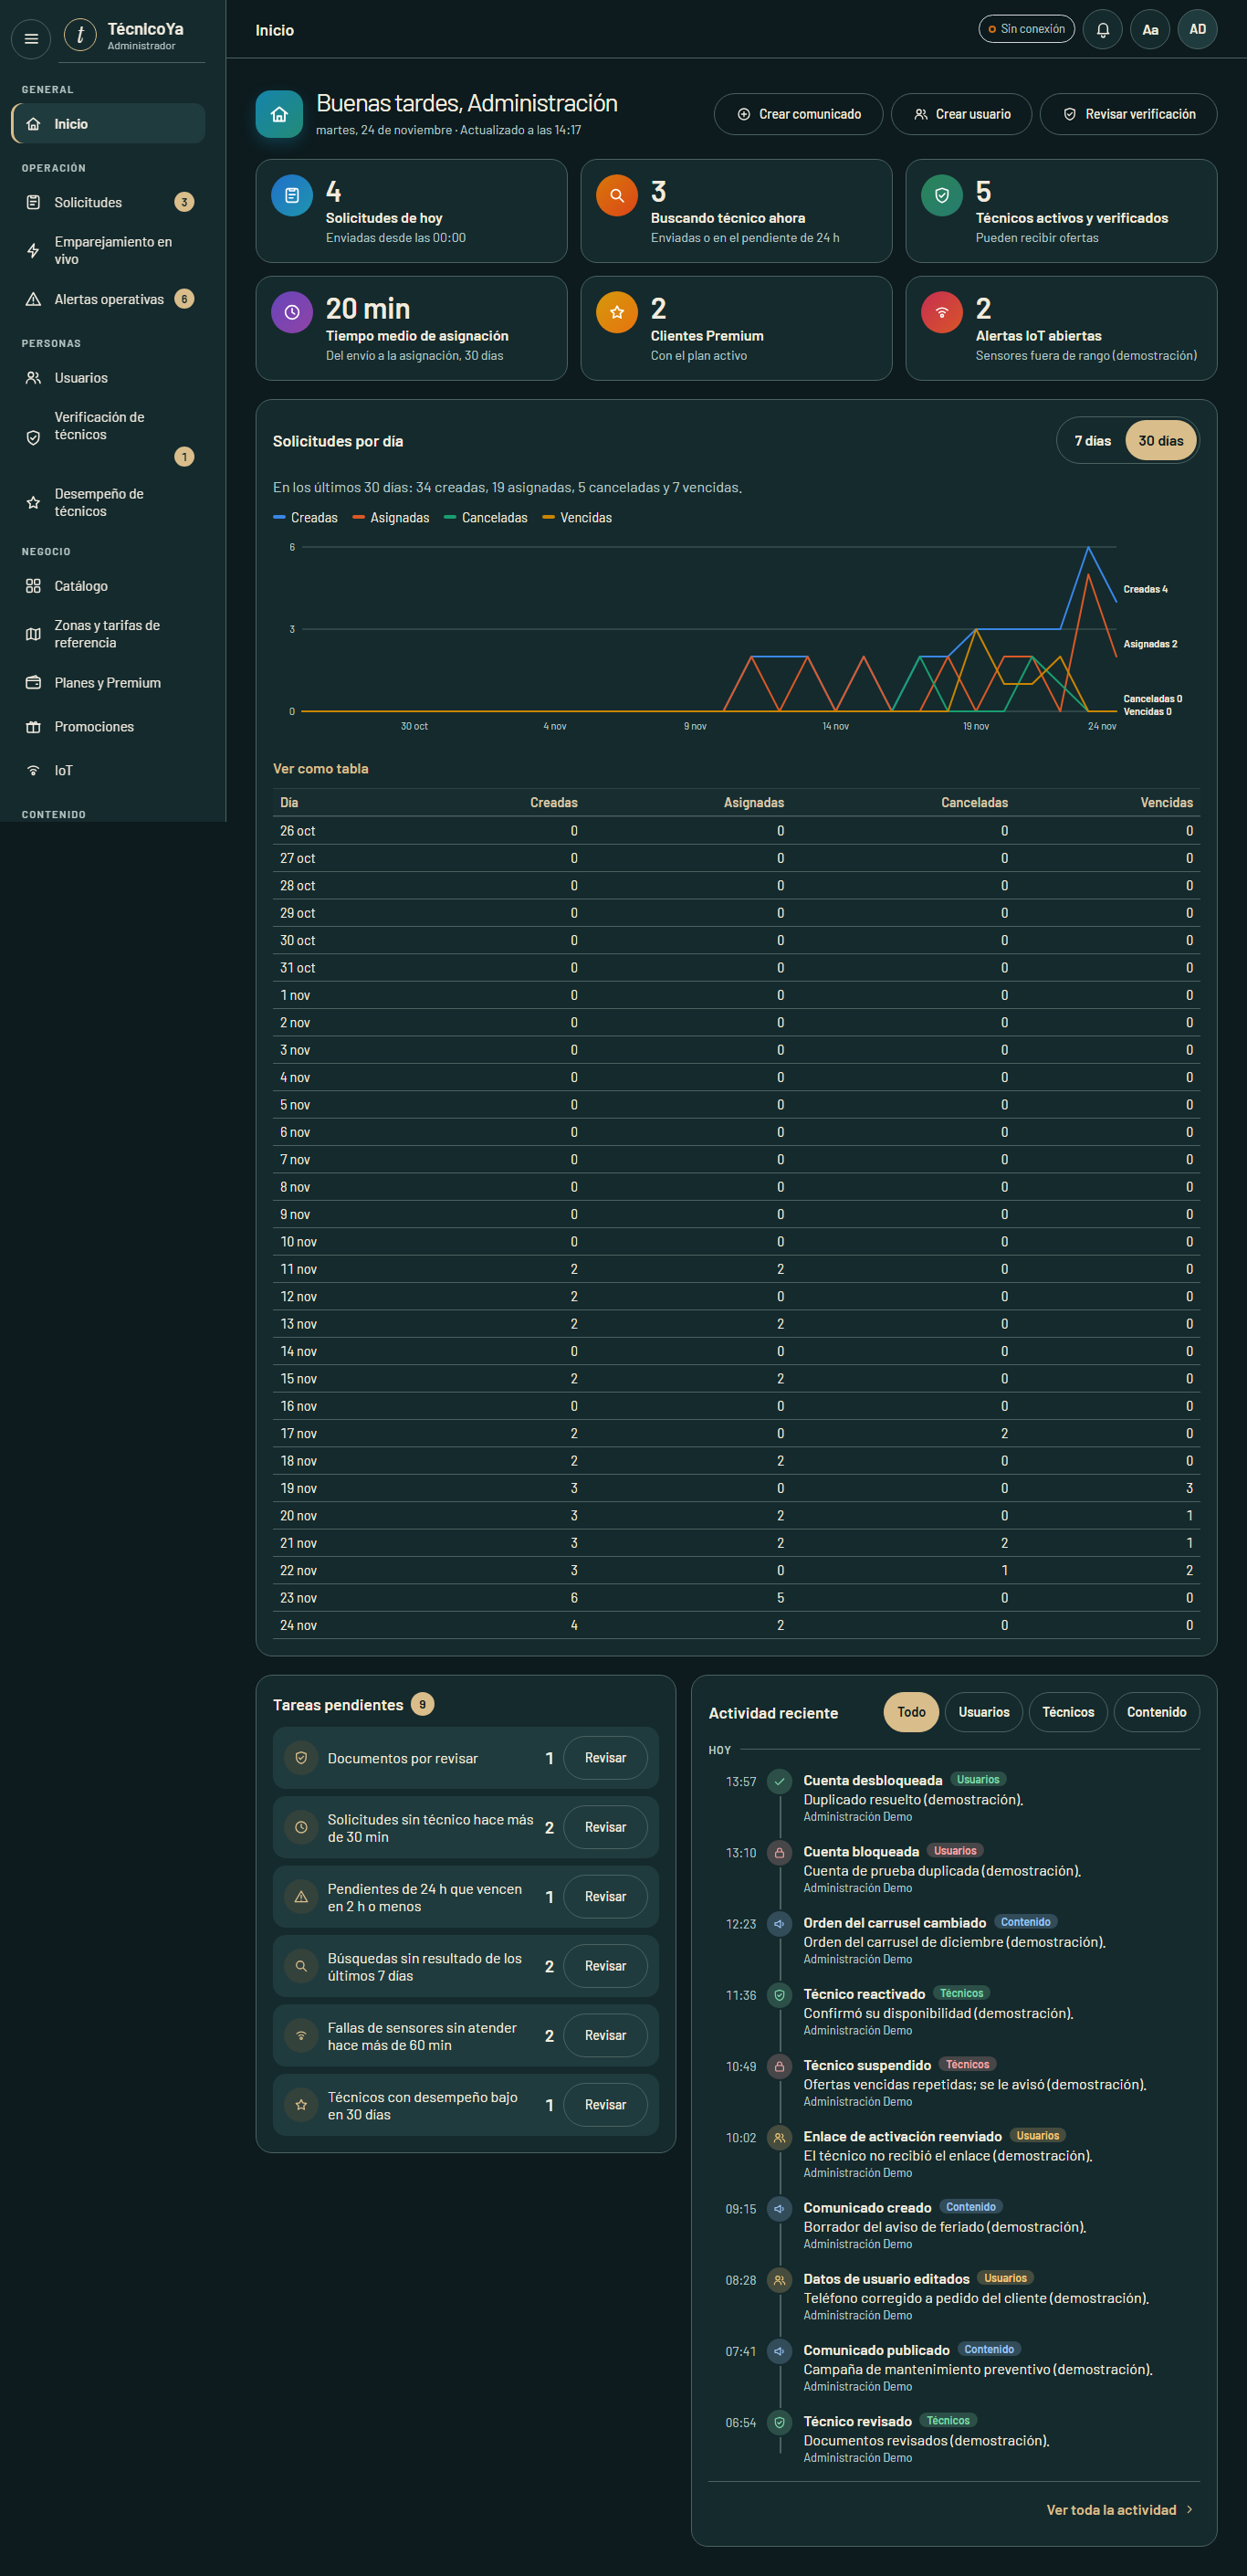 TécnicoYa
Administrador
GENERAL
Inicio
OPERACIÓN
Solicitudes 3
Emparejamiento en
vivo
Alertas operativas 6
PERSONAS
Usuarios
Verificación de
técnicos
1
Desempeño de
técnicos
NEGOCIO
Catálogo
Zonas y tarifas de
referencia
Planes y Premium
Promociones
IoT
CONTENIDO
Inicio
Sin conexión
Aa
AD
Buenas tardes, Administración
martes, 24 de noviembre · Actualizado a las 14:17
Crear comunicado
Crear usuario
Revisar verificación
4
Solicitudes de hoy
Enviadas desde las 00:00
3
Buscando técnico ahora
Enviadas o en el pendiente de 24 h
5
Técnicos activos y verificados
Pueden recibir ofertas
20 min
Tiempo medio de asignación
Del envío a la asignación, 30 días
2
Clientes Premium
Con el plan activo
2
Alertas IoT abiertas
Sensores fuera de rango (demostración)
Solicitudes por día
7 días 30 días
En los últimos 30 días: 34 creadas, 19 asignadas, 5 canceladas y 7 vencidas.
Creadas Asignadas Canceladas Vencidas
6
3
0
Creadas 4
Asignadas 2
Canceladas 0
Vencidas 0
30 oct 4 nov 9 nov 14 nov 19 nov 24 nov
Ver como tabla
Día Creadas Asignadas Canceladas Vencidas
26 oct 0 0 0 0
27 oct 0 0 0 0
28 oct 0 0 0 0
29 oct 0 0 0 0
30 oct 0 0 0 0
31 oct 0 0 0 0
1 nov 0 0 0 0
2 nov 0 0 0 0
3 nov 0 0 0 0
4 nov 0 0 0 0
5 nov 0 0 0 0
6 nov 0 0 0 0
7 nov 0 0 0 0
8 nov 0 0 0 0
9 nov 0 0 0 0
10 nov 0 0 0 0
11 nov 2 2 0 0
12 nov 2 0 0 0
13 nov 2 2 0 0
14 nov 0 0 0 0
15 nov 2 2 0 0
16 nov 0 0 0 0
17 nov 2 0 2 0
18 nov 2 2 0 0
19 nov 3 0 0 3
20 nov 3 2 0 1
21 nov 3 2 2 1
22 nov 3 0 1 2
23 nov 6 5 0 0
24 nov 4 2 0 0
Tareas pendientes 9
Documentos por revisar 1 Revisar
Solicitudes sin técnico hace más
de 30 min 2 Revisar
Pendientes de 24 h que vencen
en 2 h o menos 1 Revisar
Búsquedas sin resultado de los
últimos 7 días 2 Revisar
Fallas de sensores sin atender
hace más de 60 min 2 Revisar
Técnicos con desempeño bajo
en 30 días 1 Revisar
Actividad reciente
Todo Usuarios Técnicos Contenido
HOY
13:57 Cuenta desbloqueada Usuarios
Duplicado resuelto (demostración).
Administración Demo
13:10 Cuenta bloqueada Usuarios
Cuenta de prueba duplicada (demostración).
Administración Demo
12:23 Orden del carrusel cambiado Contenido
Orden del carrusel de diciembre (demostración).
Administración Demo
11:36 Técnico reactivado Técnicos
Confirmó su disponibilidad (demostración).
Administración Demo
10:49 Técnico suspendido Técnicos
Ofertas vencidas repetidas; se le avisó (demostración).
Administración Demo
10:02 Enlace de activación reenviado Usuarios
El técnico no recibió el enlace (demostración).
Administración Demo
09:15 Comunicado creado Contenido
Borrador del aviso de feriado (demostración).
Administración Demo
08:28 Datos de usuario editados Usuarios
Teléfono corregido a pedido del cliente (demostración).
Administración Demo
07:41 Comunicado publicado Contenido
Campaña de mantenimiento preventivo (demostración).
Administración Demo
06:54 Técnico revisado Técnicos
Documentos revisados (demostración).
Administración Demo
Ver toda la actividad